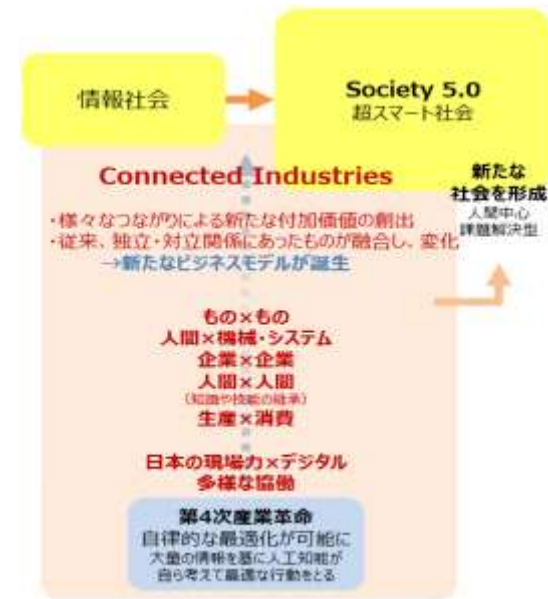 情報社会
Society 5.0
超スマート社会
Connected Industries
・様々なつながりによる新たな付加価値の創出
・従来、独立・対立関係にあったものが融合し、変化
→新たなビジネスモデルが誕生
新たな
社会を形成
人間中心
課題解決型
もの×もの
人間×機械・システム
企業×企業
人間×人間
(知識や技能の継承)
生産×消費
日本の現場力×デジタル
多様な協働
第4次産業革命
自律的な最適化が可能に
大量の情報を基に人工知能が
自ら考えて最適な行動をとる